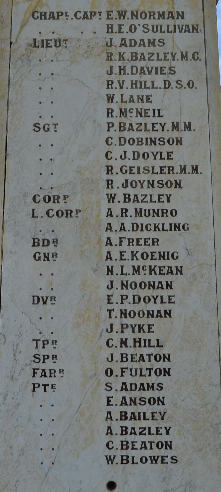 CHAPN. CAPT E.W. NORMAN
. . . . H.E. O'SULLIVAN
LIEUT J. ADAMS
. . R.K. BAZLEY. M.C.
. . J.H. DAVIES
. . R.V. HILL. D.S.O.
. . W. LANE
. . R. McNEIL
SGT P. BAZLEY. M.M.
. . C. DOBINSON
. . C. J. DOYLE
. . R. GEISLER. M.M.
. . R. JOYNSON
CORP W. BAZLEY
L. CORP A. R. MUNRO
. . A. A. DICKLING
BDR A. FREER
GNR A. E. KOENIG
. . N. L. McKEAN
. . J. NOONAN
DVR E. P. DOYLE
. . T. NOONAN
. . J. PYKE
TPR C. N. HILL
SPR J. BEATON
FARR O. FULTON
PTE S. ADAMS
. . E. ANSON
. . A. BAILEY
. . A. BAZLEY
. . C. BEATON
. . W. BLOWES